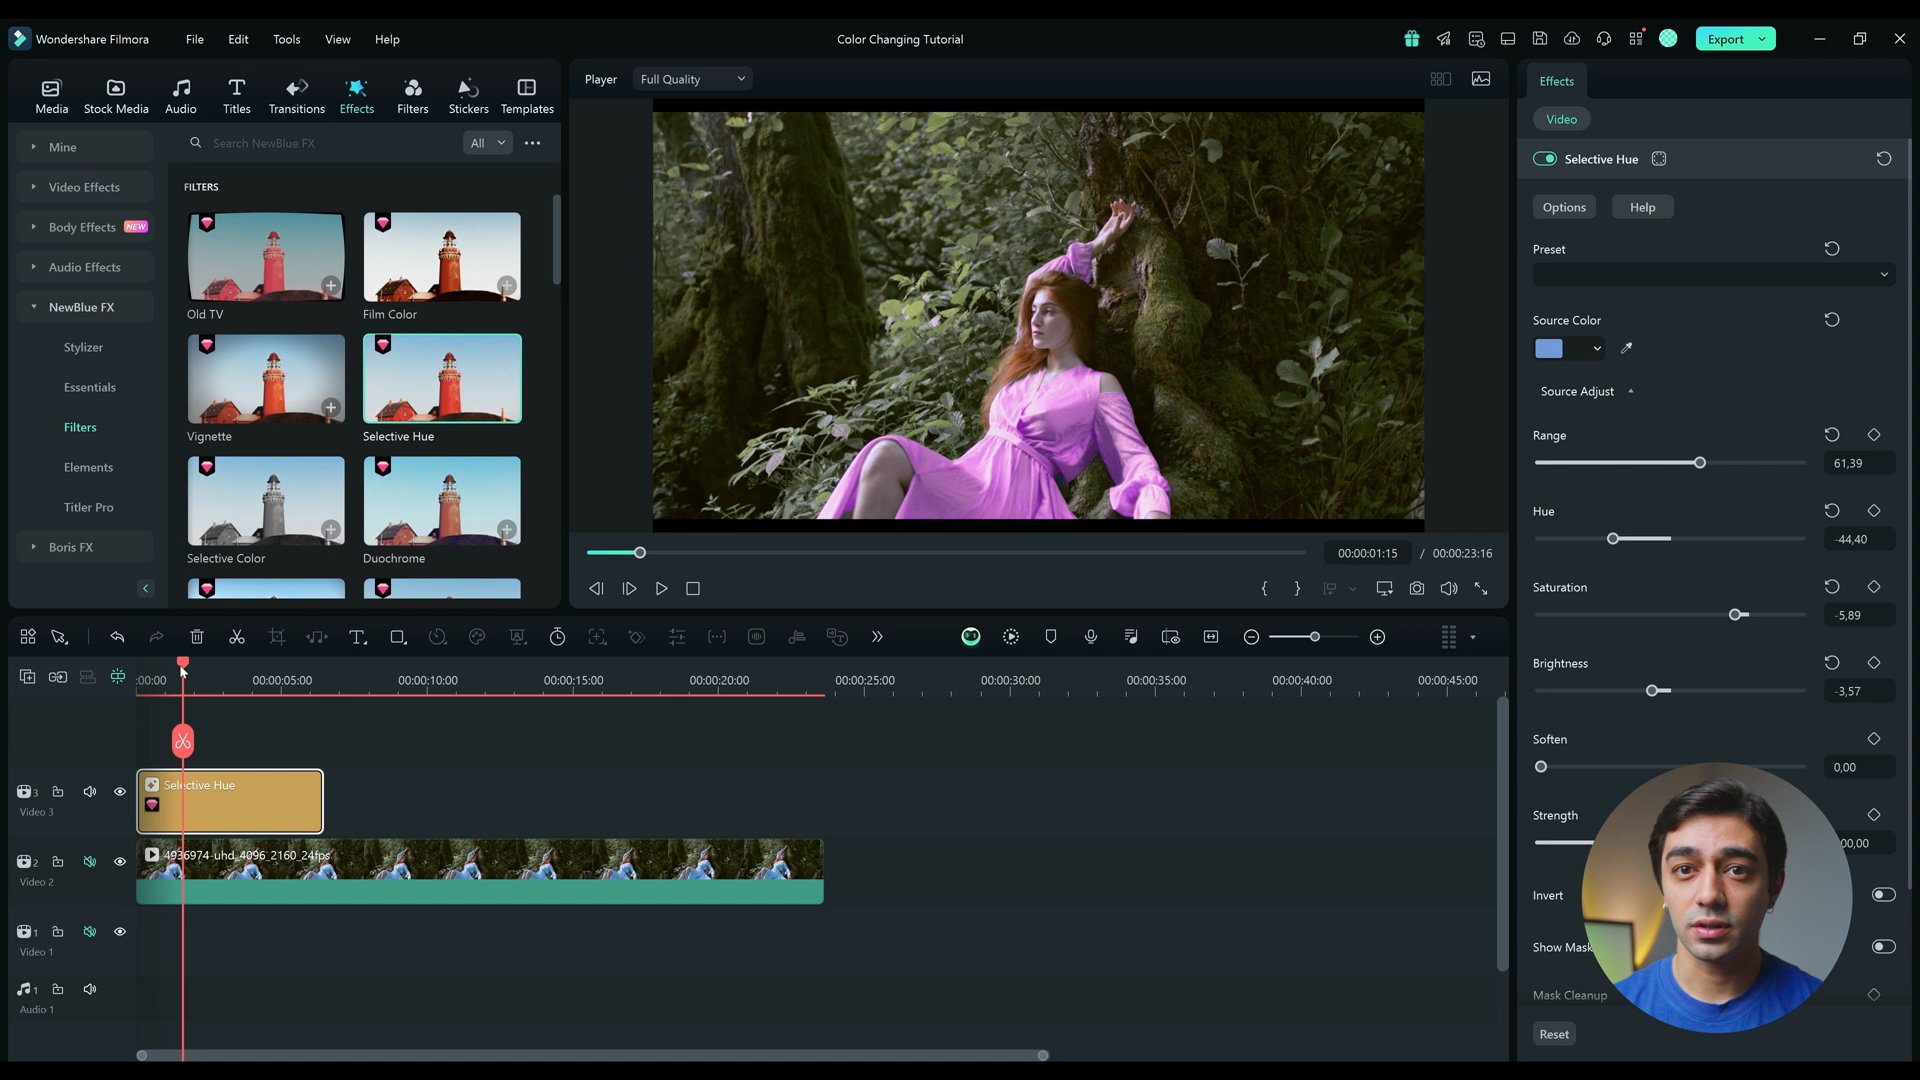 Wondershare Filmora
File
Edit
Tools
View
Help
Color Changing Tutorial
Export
Media
Stock Media
Audio
Titles
Transitions
Effects
Filters
Stickers
Templates
Mine
Video Effects
Body Effects NEW
Audio Effects
NewBlue FX
Stylizer
Essentials
Filters
Elements
Titler Pro
Boris FX
Search NewBlue FX
All
FILTERS
Old TV
Film Color
Vignette
Selective Hue
Selective Color
Duochrome
Player
Full Quality
00:00:01:15 / 00:00:23:16
Effects
Video
Selective Hue
Options
Help
Preset
Source Color
Source Adjust
Range
61,39
Hue
-44,40
Saturation
-5,89
Brightness
-3,57
Soften
0,00
Strength
00,00
Invert
Show Mask
Mask Cleanup
Reset
:00:00
00:00:05:00
00:00:10:00
00:00:15:00
00:00:20:00
00:00:25:00
00:00:30:00
00:00:35:00
00:00:40:00
00:00:45:00
3
Video 3
Selective Hue
2
Video 2
4936974-uhd_4096_2160_24fps
1
Video 1
1
Audio 1